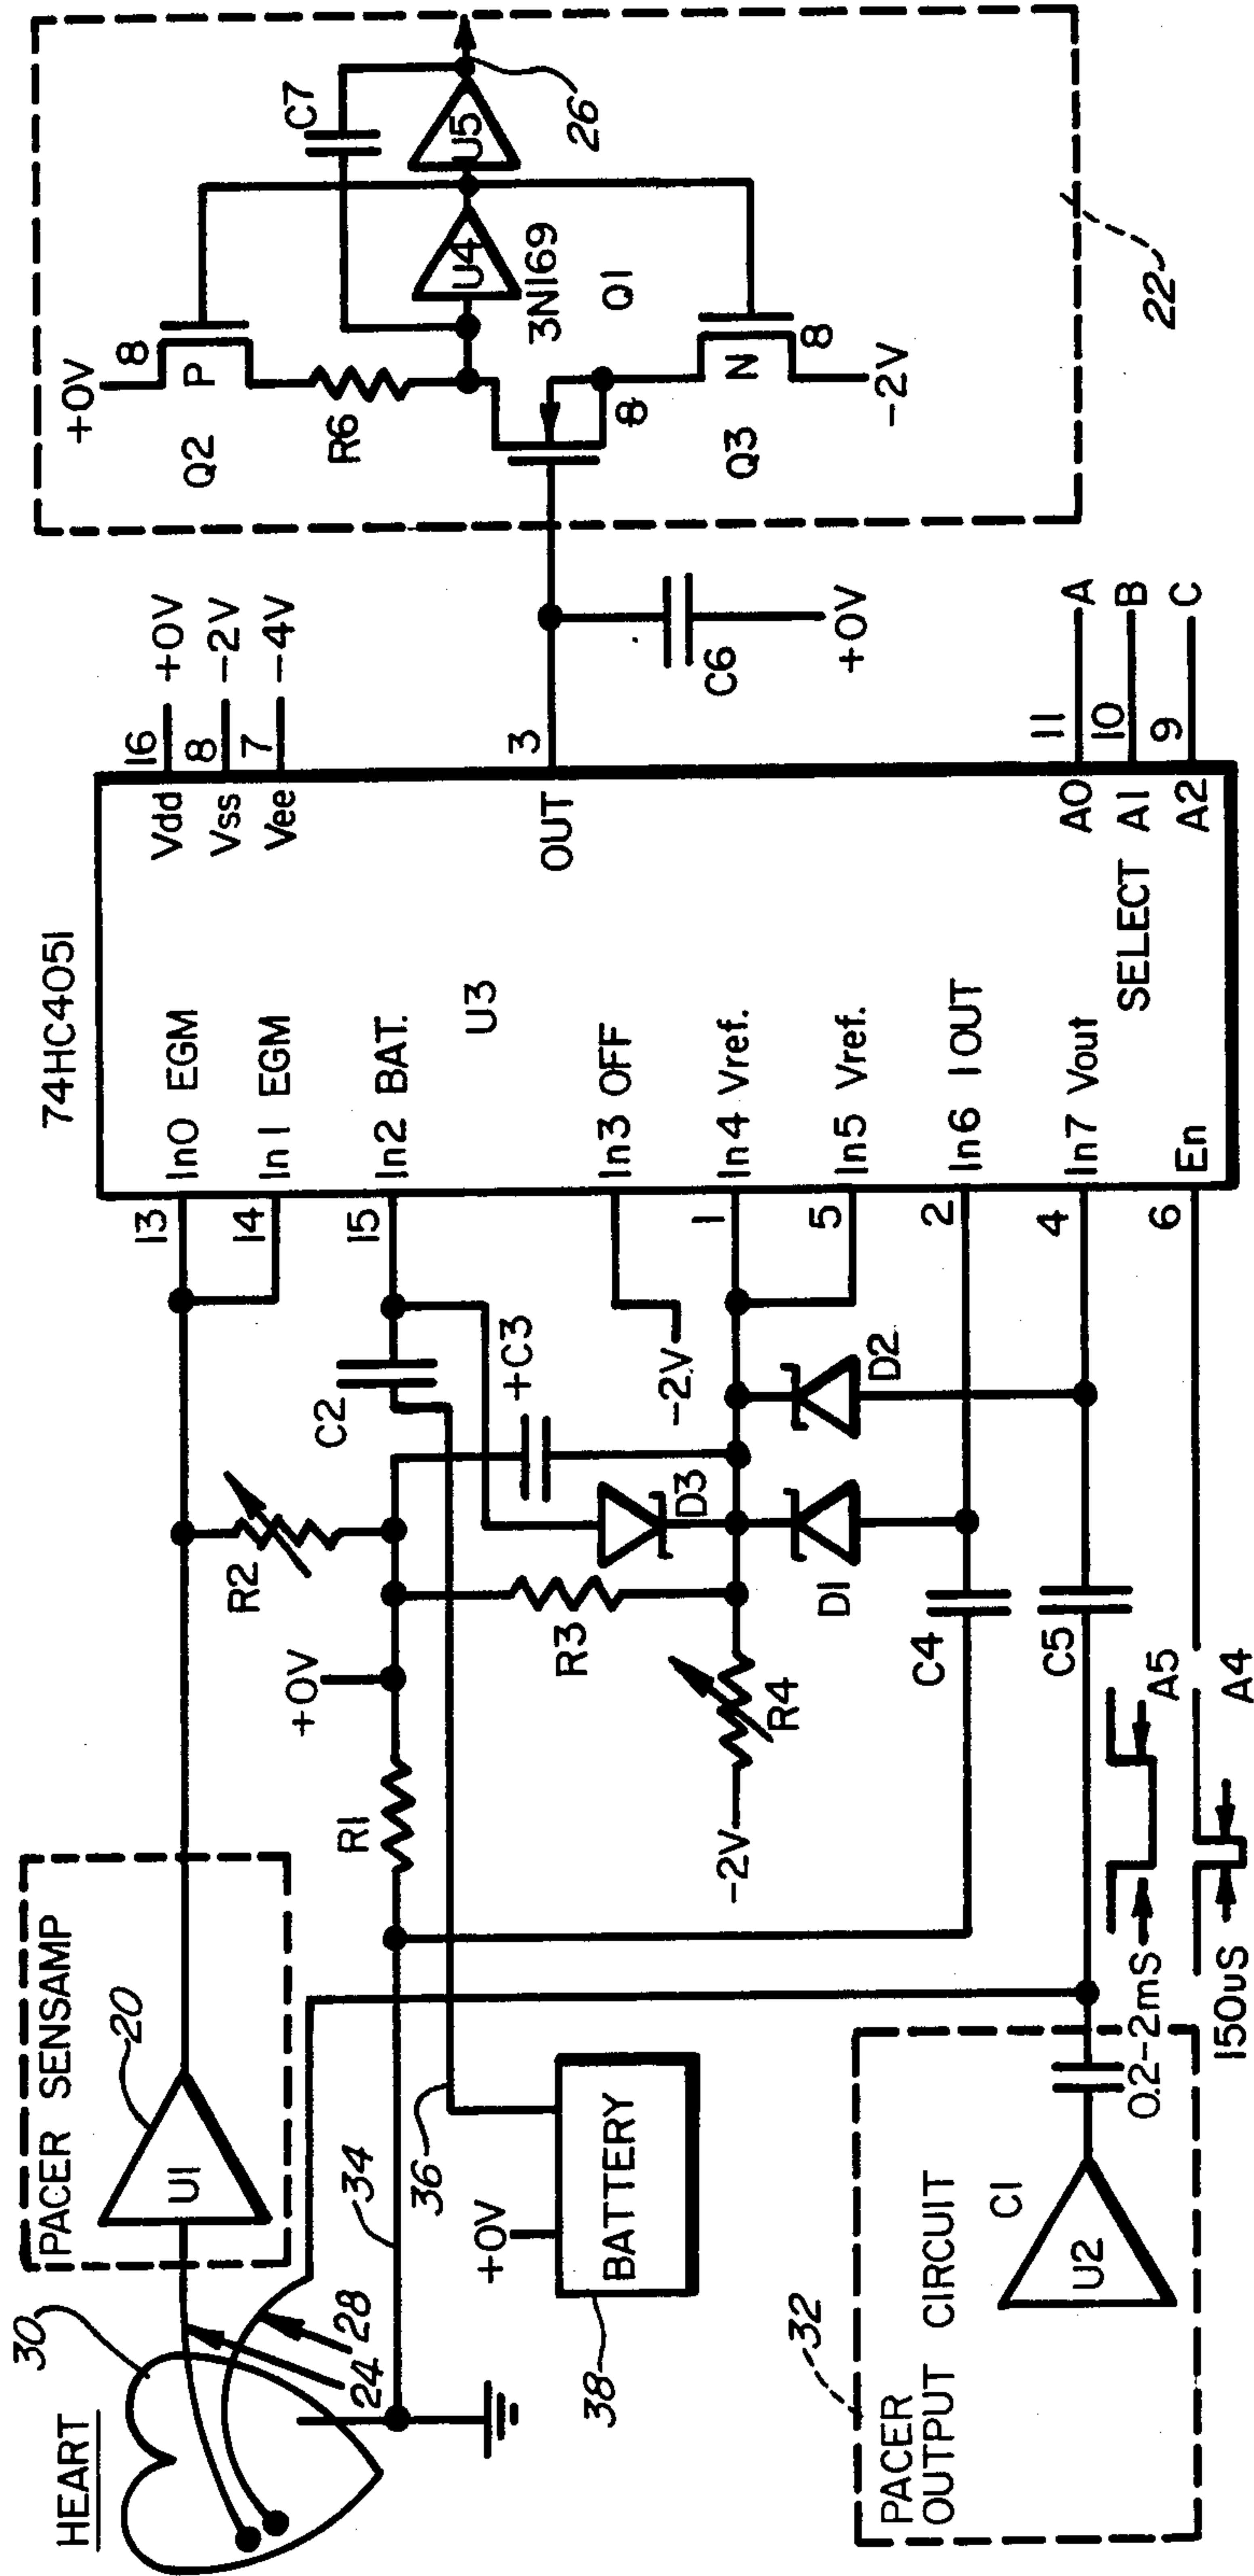 HEART
30
24
28
PACER SENSAMP
U1
20
34
36
+0V
BATTERY
38
32
PACER
OUTPUT CIRCUIT
C1
U2
0.2-2mS
A5
150uS
A4
R1
+0V
R2
R3
-2V
R4
C2
+C3
D3
D1
D2
-2V
C4
C5
74HC4051
U3
13
In0 EGM
14
In1 EGM
15
In2 BAT.
In3 OFF
1
In4 Vref.
5
In5 Vref.
2
In6 IOUT
4
In7 Vout
6
En
16
Vdd
+0V
8
Vss
-2V
7
Vee
-4V
3
OUT
SELECT
A0
11
A
A1
10
B
A2
9
C
C6
+0V
+0V
Q2
8
P
R6
C7
U4
U5
26
3N169
Q1
8
Q3
N
8
-2V
22